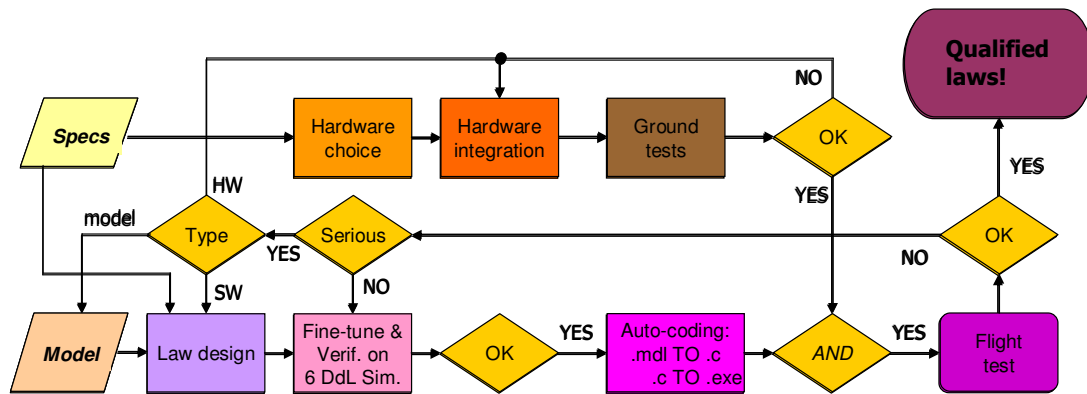 Qualified
laws!
NO
Specs
Hardware
choice
Hardware
integration
Ground
tests
OK
HW
YES
YES
model
Type
YES
Serious
OK
NO
SW
NO
Model
Law design
Fine-tune &
Verif. on
6 DdL Sim.
OK
YES
Auto-coding:
.mdl TO .c
.c TO .exe
AND
YES
Flight
test